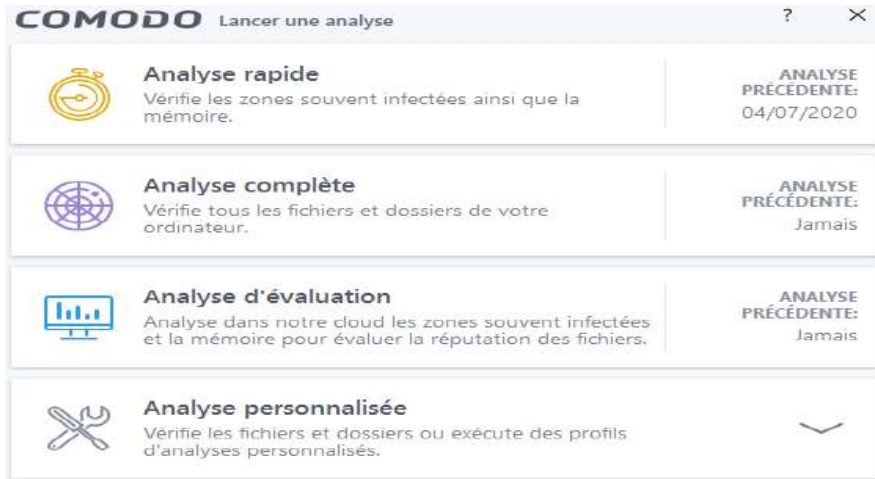 COMODO Lancer une analyse ?
Analyse rapide
Vérifie les zones souvent infectées ainsi que la
mémoire.
ANALYSE
PRÉCÉDENTE:
04/07/2020
Analyse complète
Vérifie tous les fichiers et dossiers de votre
ordinateur.
ANALYSE
PRÉCÉDENTE:
Jamais
Analyse d'évaluation
Analyse dans notre cloud les zones souvent infectées
et la mémoire pour évaluer la réputation des fichiers.
ANALYSE
PRÉCÉDENTE:
Jamais
Analyse personnalisée
Vérifie les fichiers et dossiers ou exécute des profils
d'analyses personnalisés.